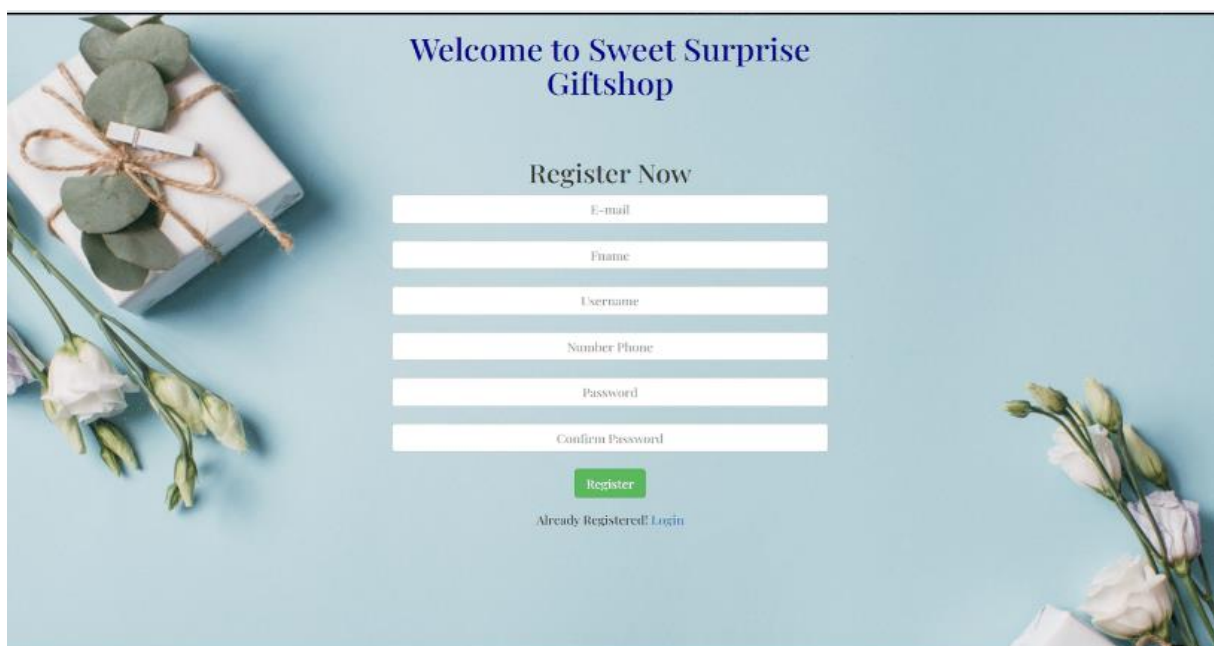 Welcome to Sweet Surprise
Giftshop
Register Now
E-mail
Fname
Username
Number Phone
Password
Confirm Password
Register
Already Registered! Login